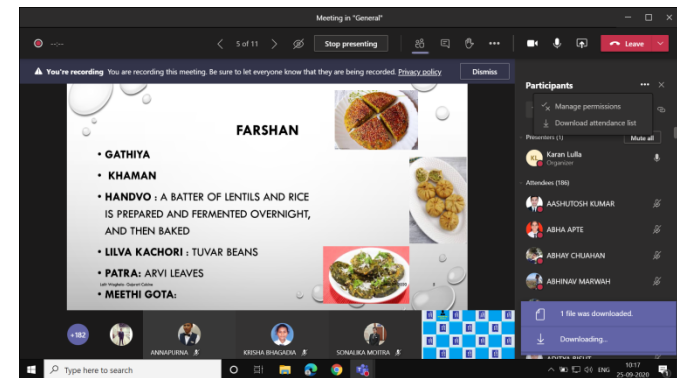 Meeting in "General"
--:--
5 of 11
Stop presenting
Leave
You're recording You are recording this meeting. Be sure to let everyone know that they are being recorded. Privacy policy
Dismiss
FARSHAN
• GATHIYA
• KHAMAN
• HANDVO : A BATTER OF LENTILS AND RICE
IS PREPARED AND FERMENTED OVERNIGHT,
AND THEN BAKED
• LILVA KACHORI : TUVAR BEANS
• PATRA: ARVI LEAVES
• MEETHI GOTA:
Participants
Manage permissions
Download attendance list
Presenters (1)
Mute all
KL
Karan Lulla
Organizer
Attendees (186)
AASHUTOSH KUMAR
ABHA APTE
ABHAY CHUAHAN
ABHINAV MARWAH
1 file was downloaded.
Downloading...
ADITYA BISHT
+182
ANNAPURNA
KRISHA BHAGADIA
SONALIKA MOITRA
Type here to search
ENG
10:17
25-09-2020